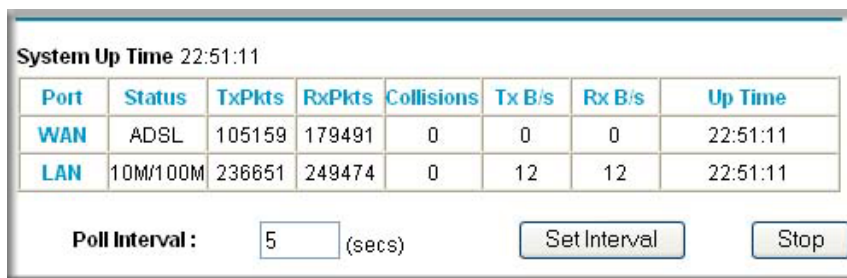 System Up Time 22:51:11
Port Status TxPkts RxPkts Collisions Tx B/s Rx B/s Up Time
WAN ADSL 105159 179491 0 0 0 22:51:11
LAN 10M/100M 236651 249474 0 12 12 22:51:11
Poll Interval : 5 (secs) Set Interval Stop